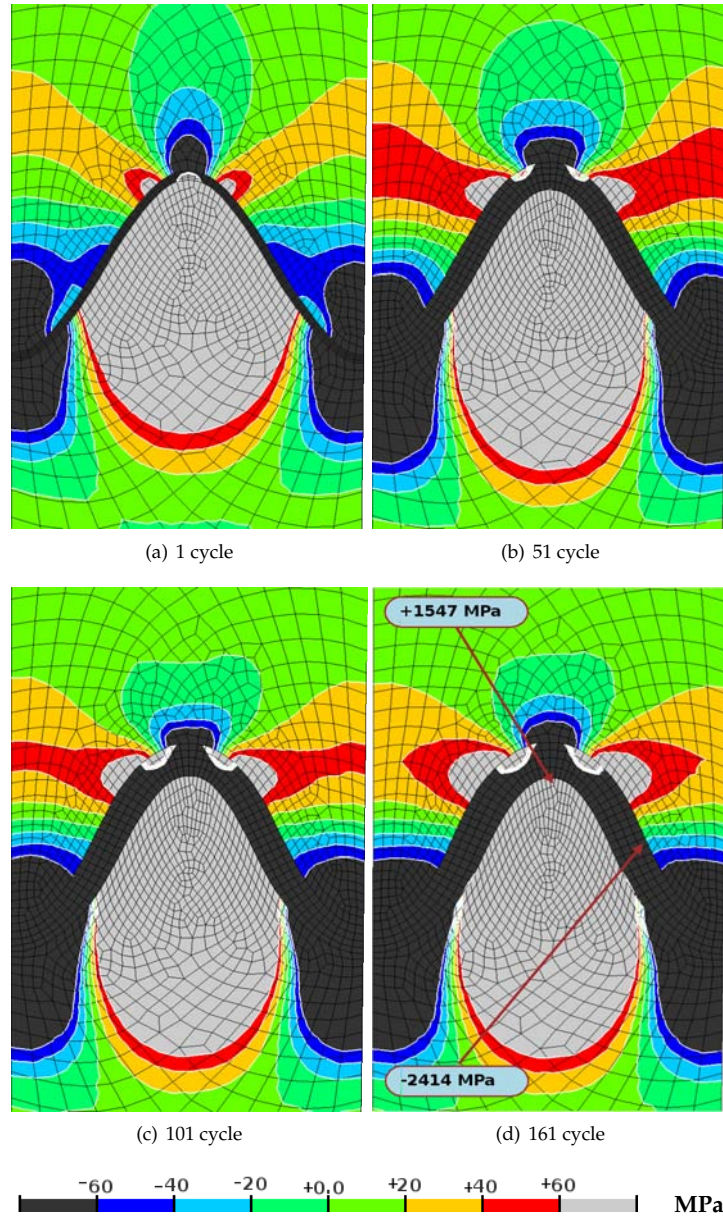 (a) 1 cycle
(b) 51 cycle
+1547 MPa
-2414 MPa
(c) 101 cycle
(d) 161 cycle
-60 -40 -20 +0.0 +20 +40 +60 MPa